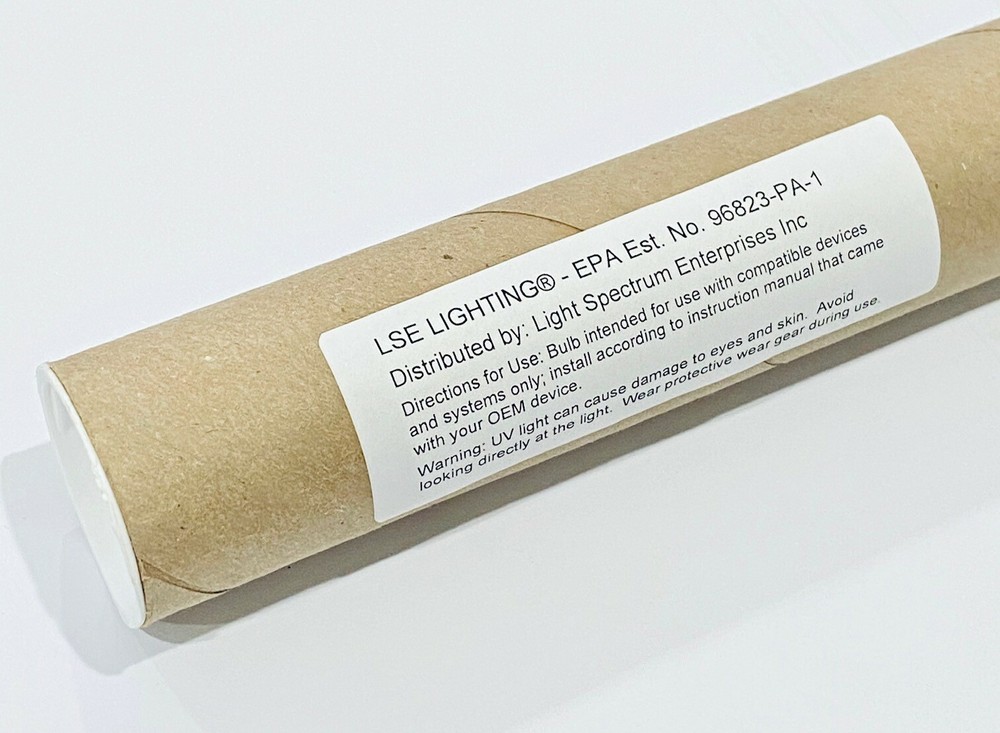 LSE LIGHTING® - EPA Est. No. 96823-PA-1
Distributed by: Light Spectrum Enterprises Inc
Directions for Use: Bulb intended for use with compatible devices
and systems only; install according to instruction manual that came
with your OEM device.
Warning: UV light can cause damage to eyes and skin. Avoid
looking directly at the light. Wear protective wear gear during use.